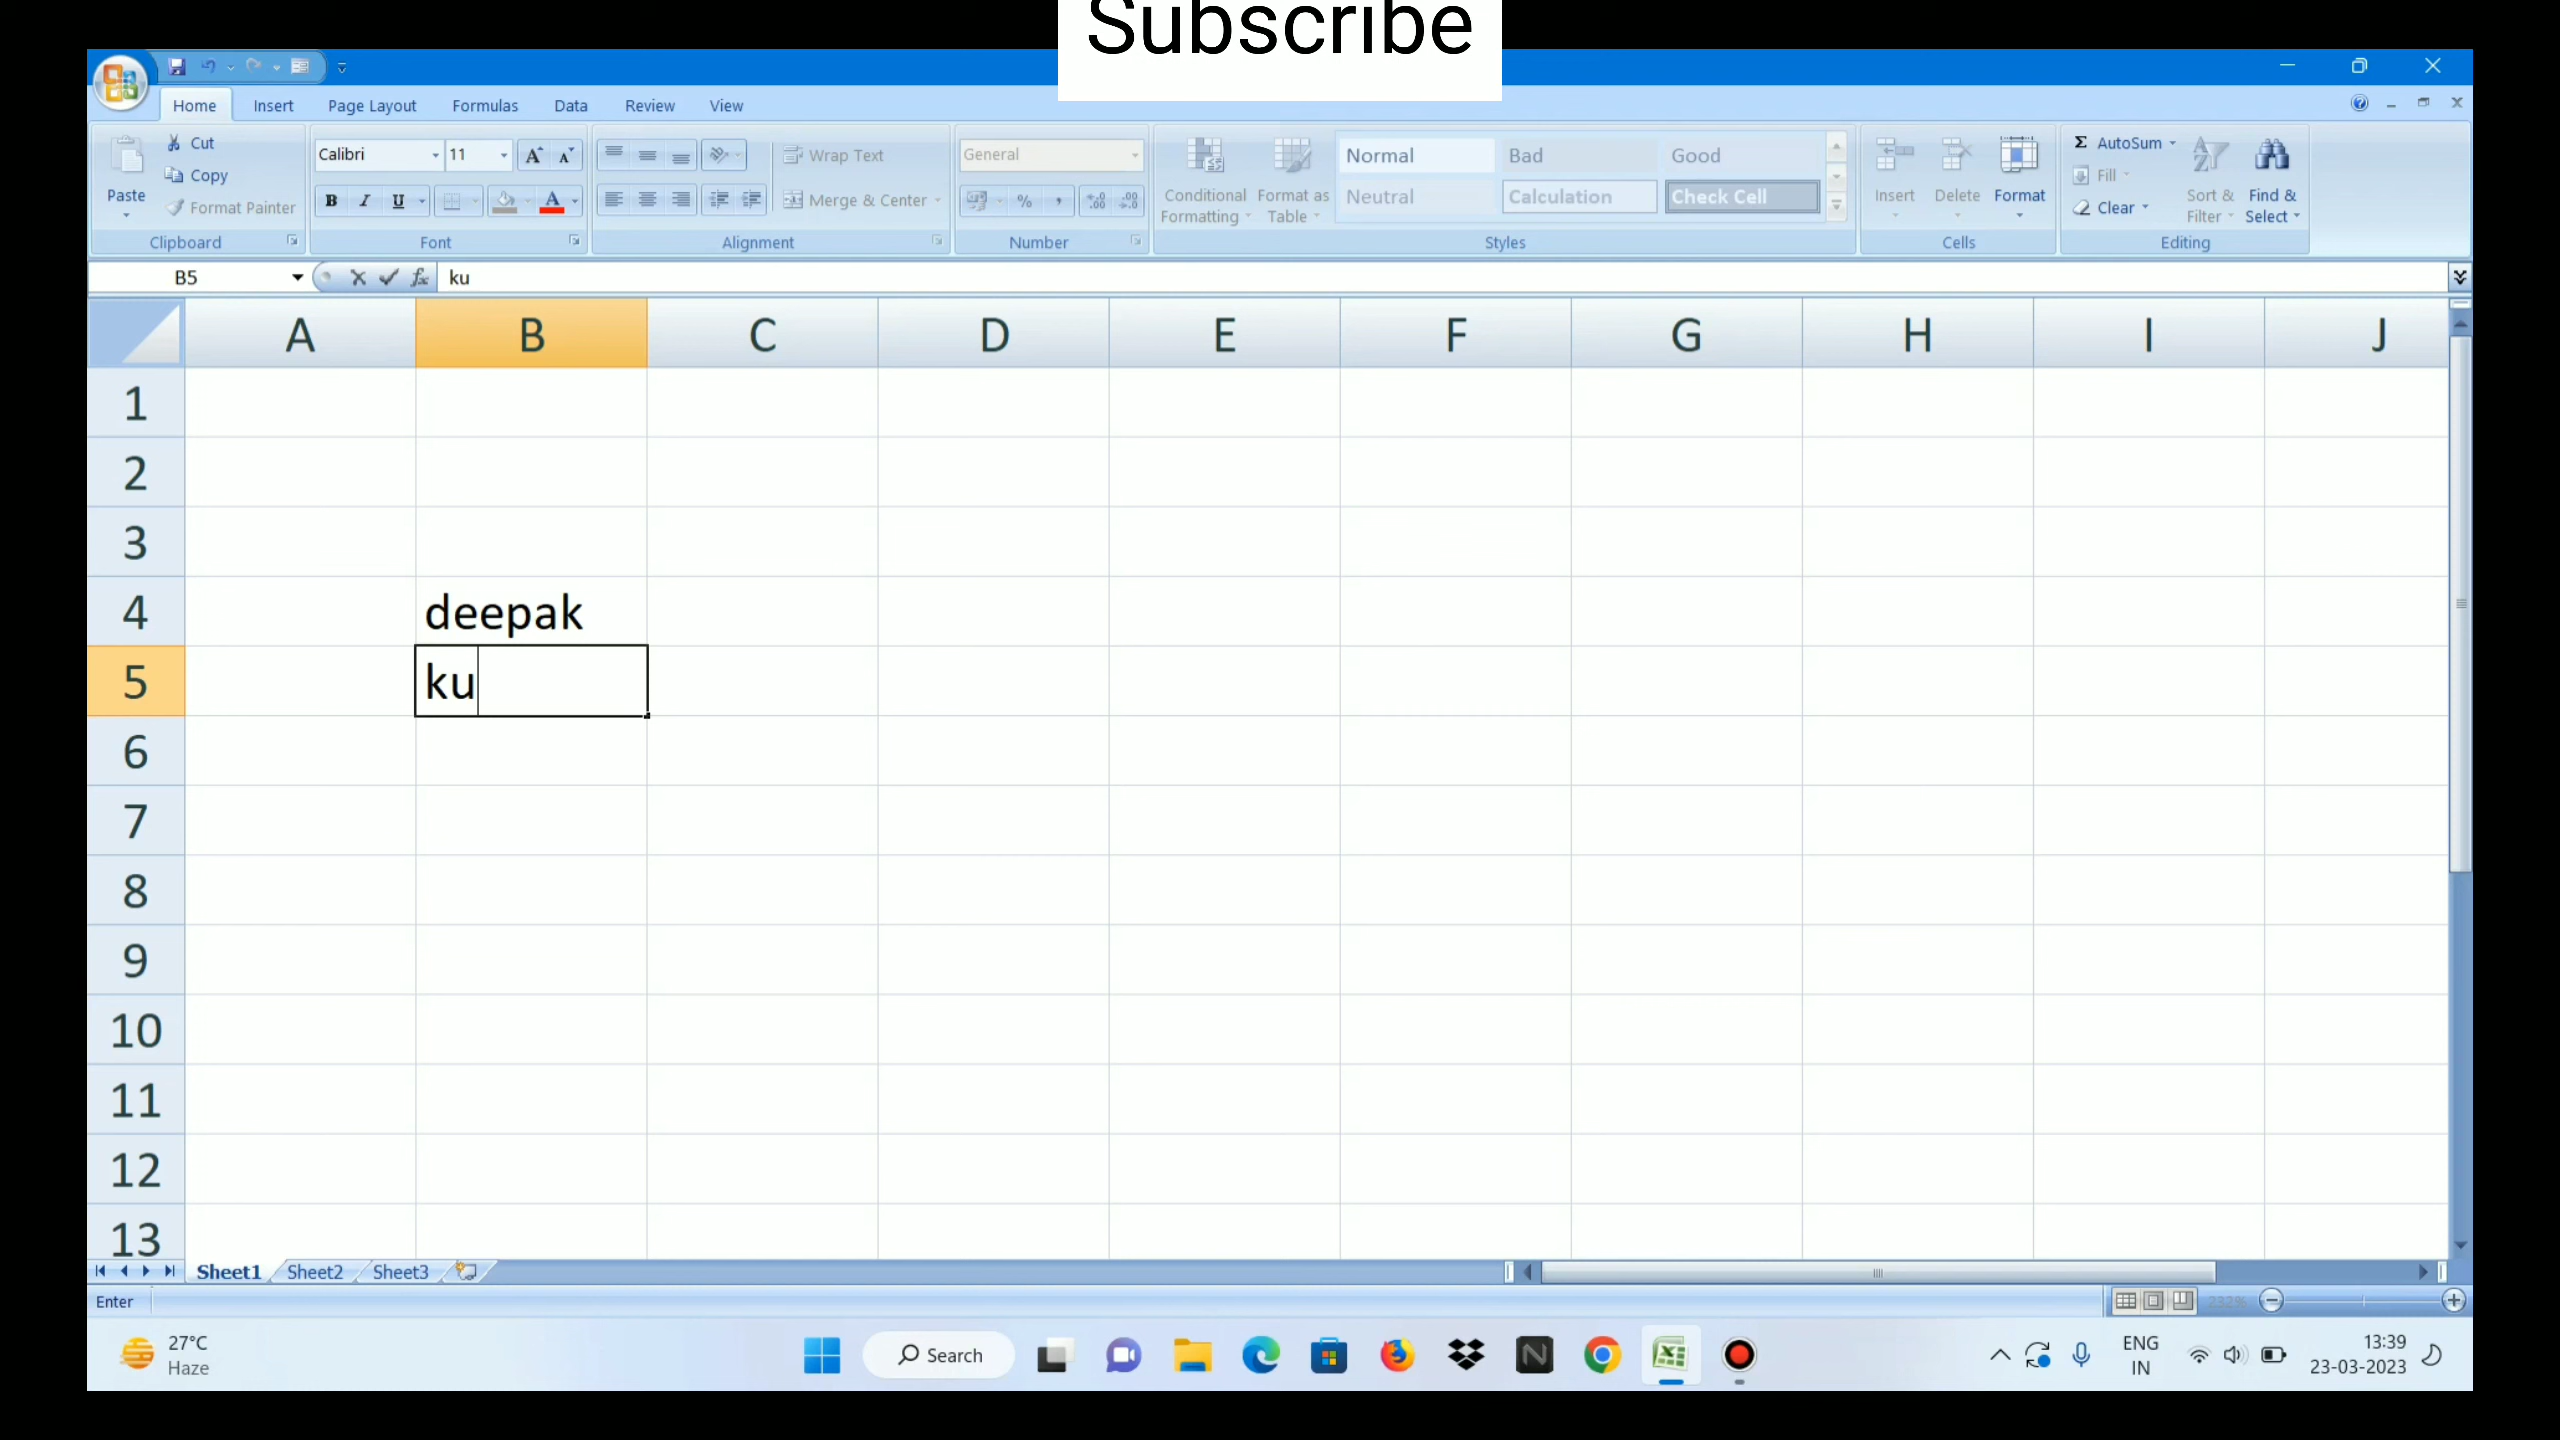 Subscribe
Home Insert Page Layout Formulas Data Review View
Paste
Cut
Copy
Format Painter
Clipboard
Calibri 11
B I U
Font
Wrap Text
Merge & Center
Alignment
General
%
Number
Conditional Formatting
Format as Table
Normal Bad Good
Neutral Calculation Check Cell
Styles
Insert Delete Format
Cells
Σ AutoSum
Fill
Clear
Sort & Filter
Find & Select
Editing
B5 fx ku
A B C D E F G H I J
1
2
3
4 deepak
5 ku
6
7
8
9
10
11
12
13
Sheet1 Sheet2 Sheet3
Enter 232%
27°C
Haze
Search
ENG
IN
13:39
23-03-2023